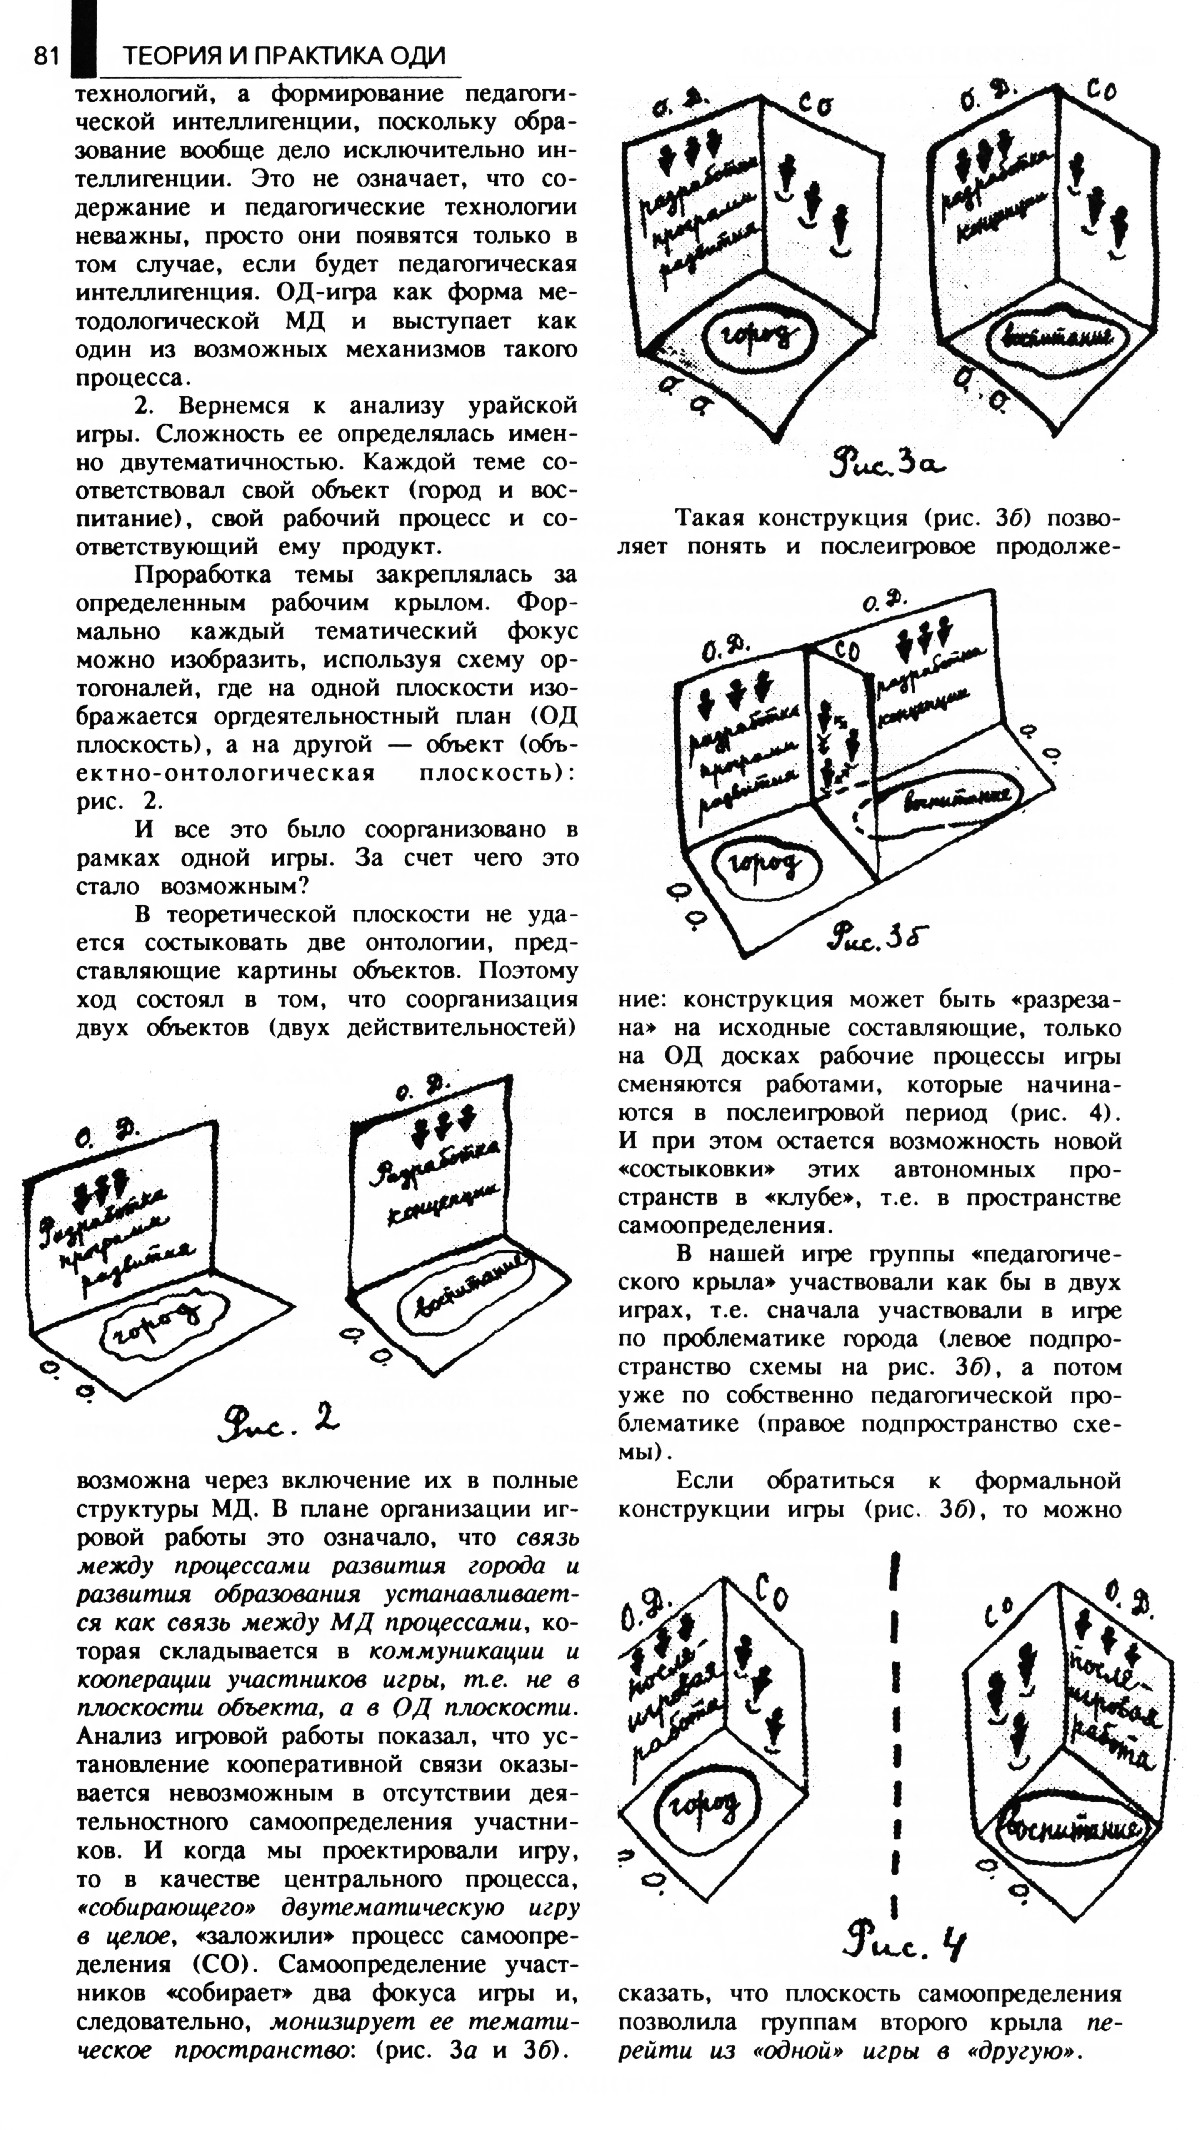 81
ТЕОРИЯ И ПРАКТИКА ОДИ
технологий, а формирование педагоги-
ческой интеллигенции, поскольку обра-
зование вообще дело исключительно ин-
теллигенции. Это не означает, что со-
держание и педагогические технологии
неважны, просто они появятся только в
том случае, если будет педагогическая
интеллигенция. ОД-игра как форма ме-
тодологической МД и выступает как
один из возможных механизмов такого
процесса.
2. Вернемся к анализу урайской
игры. Сложность ее определялась имен-
но двутематичностью. Каждой теме со-
ответствовал свой объект (город и вос-
питание), свой рабочий процесс и со-
ответствующий ему продукт.
Проработка темы закреплялась за
определенным рабочим крылом. Фор-
мально каждый тематический фокус
можно изобразить, используя схему ор-
тогоналей, где на одной плоскости изо-
бражается оргдеятельностный план (ОД
плоскость), а на другой — объект (объ-
ектно-онтологическая плоскость):
рис. 2.
И все это было соорганизовано в
рамках одной игры. За счет чего это
стало возможным?
В теоретической плоскости не уда-
ется состыковать две онтологии, пред-
ставляющие картины объектов. Поэтому
ход состоял в том, что соорганизация
двух объектов (двух действительностей)
О. Д.
Разработка
программ
развития
город
О. О.
О. Д.
Разработка
концепции
воспитание
О. О.
Рис. 2
возможна через включение их в полные
структуры МД. В плане организации иг-
ровой работы это означало, что связь
между процессами развития города и
развития образования устанавливает-
ся как связь между МД процессами, ко-
торая складывается в коммуникации и
кооперации участников игры, т.е. не в
плоскости объекта, а в ОД плоскости.
Анализ игровой работы показал, что ус-
тановление кооперативной связи оказы-
вается невозможным в отсутствии дея-
тельностного самоопределения участни-
ков. И когда мы проектировали игру,
то в качестве центрального процесса,
«собирающего» двутематическую игру
в целое, «заложили» процесс самоопре-
деления (СО). Самоопределение участ-
ников «собирает» два фокуса игры и,
следовательно, монизирует ее темати-
ческое пространство: (рис. 3а и 3б).
О. Д.
СО
разработка
программ
развития
город
О. О.
О. Д.
СО
разработка
концепции
воспитание
О. О.
Рис. 3а
Такая конструкция (рис. 3б) позво-
ляет понять и послеигровое продолже-
О. Д.
СО
О. Д.
разработка
программ
развития
разработка
концепции
город
воспитание
О. О.
О. О.
Рис. 3б
ние: конструкция может быть «разреза-
на» на исходные составляющие, только
на ОД досках рабочие процессы игры
сменяются работами, которые начина-
ются в послеигровой период (рис. 4).
И при этом остается возможность новой
«состыковки» этих автономных про-
странств в «клубе», т.е. в пространстве
самоопределения.
В нашей игре группы «педагогиче-
ского крыла» участвовали как бы в двух
играх, т.е. сначала участвовали в игре
по проблематике города (левое подпро-
странство схемы на рис. 3б), а потом
уже по собственно педагогической про-
блематике (правое подпространство схе-
мы).
Если обратиться к формальной
конструкции игры (рис. 3б), то можно
О. Д.
СО
после-
игровая
работа
город
О. О.
СО
О. Д.
после-
игровая
работа
воспитание
О. О.
Рис. 4
сказать, что плоскость самоопределения
позволила группам второго крыла пе-
рейти из «одной» игры в «другую».